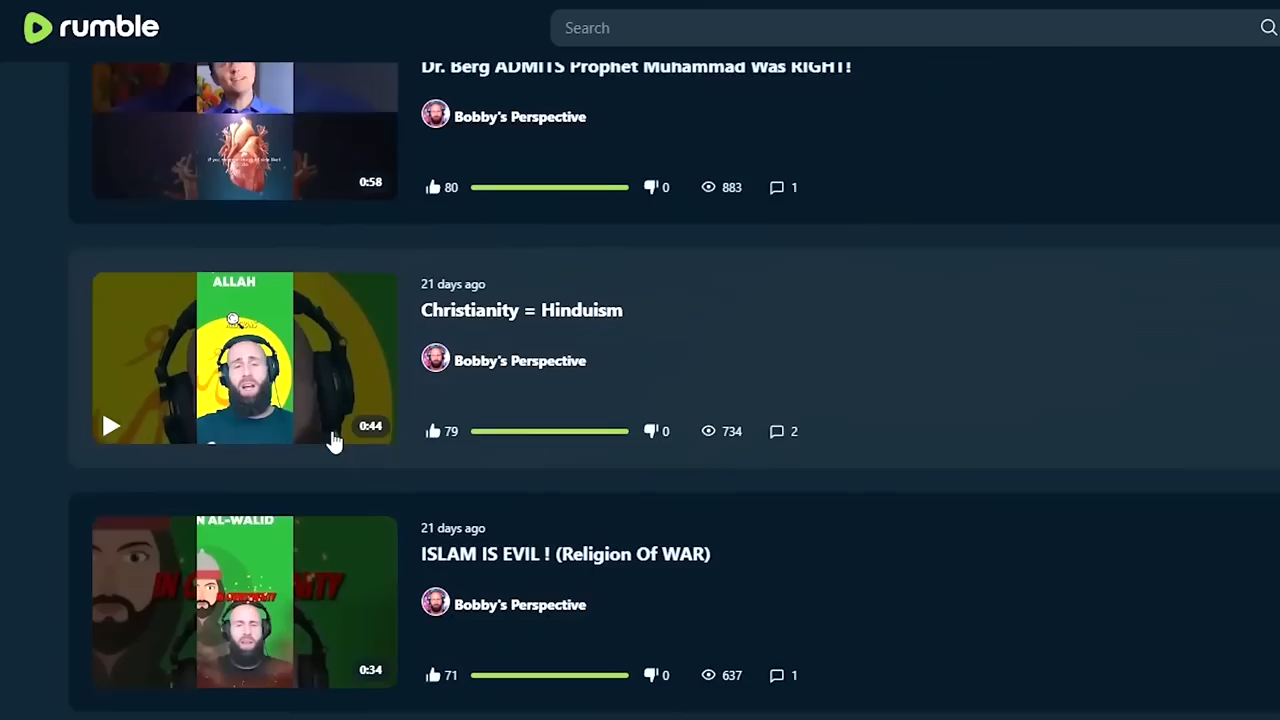 rumble
Search
Dr. Berg ADMITS Prophet Muhammad Was RIGHT!
Bobby's Perspective
0:58
80
0
883
1
ALLAH
21 days ago
Christianity = Hinduism
Bobby's Perspective
0:44
79
0
734
2
N AL-WALID
21 days ago
ISLAM IS EVIL ! (Religion Of WAR)
Bobby's Perspective
0:34
71
0
637
1